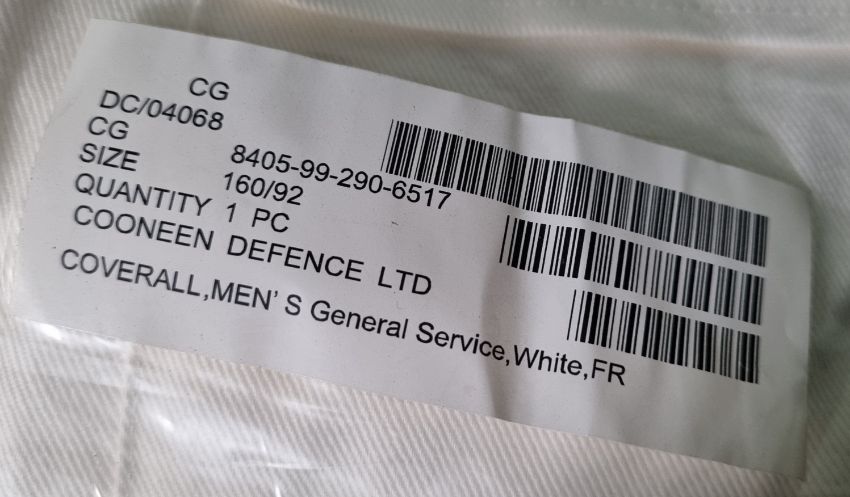 CG
DC/04068
CG 8405-99-290-6517
SIZE 160/92
QUANTITY 1 PC
COONEEN DEFENCE LTD
COVERALL,MEN' S General Service,White,FR